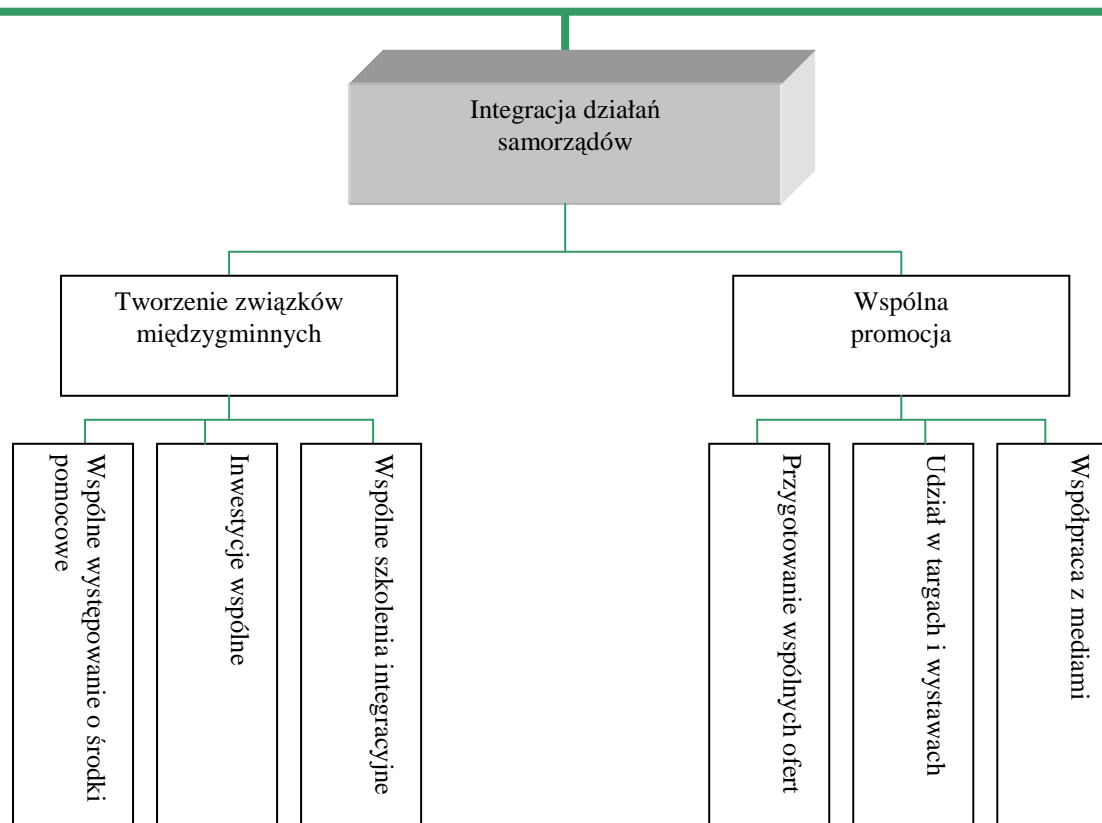 Integracja działań
samorządów
Tworzenie związków
międzygminnych
Wspólna
promocja
Wspólne występowanie o środki
pomocowe
Inwestycje wspólne
Wspólne szkolenia integracyjne
Przygotowanie wspólnych ofert
Udział w targach i wystawach
Współpraca z mediami